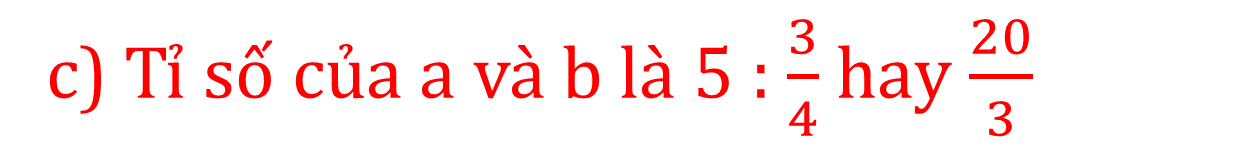 c) Tỉ số của a và b là 5 : 3/4 hay 20/3